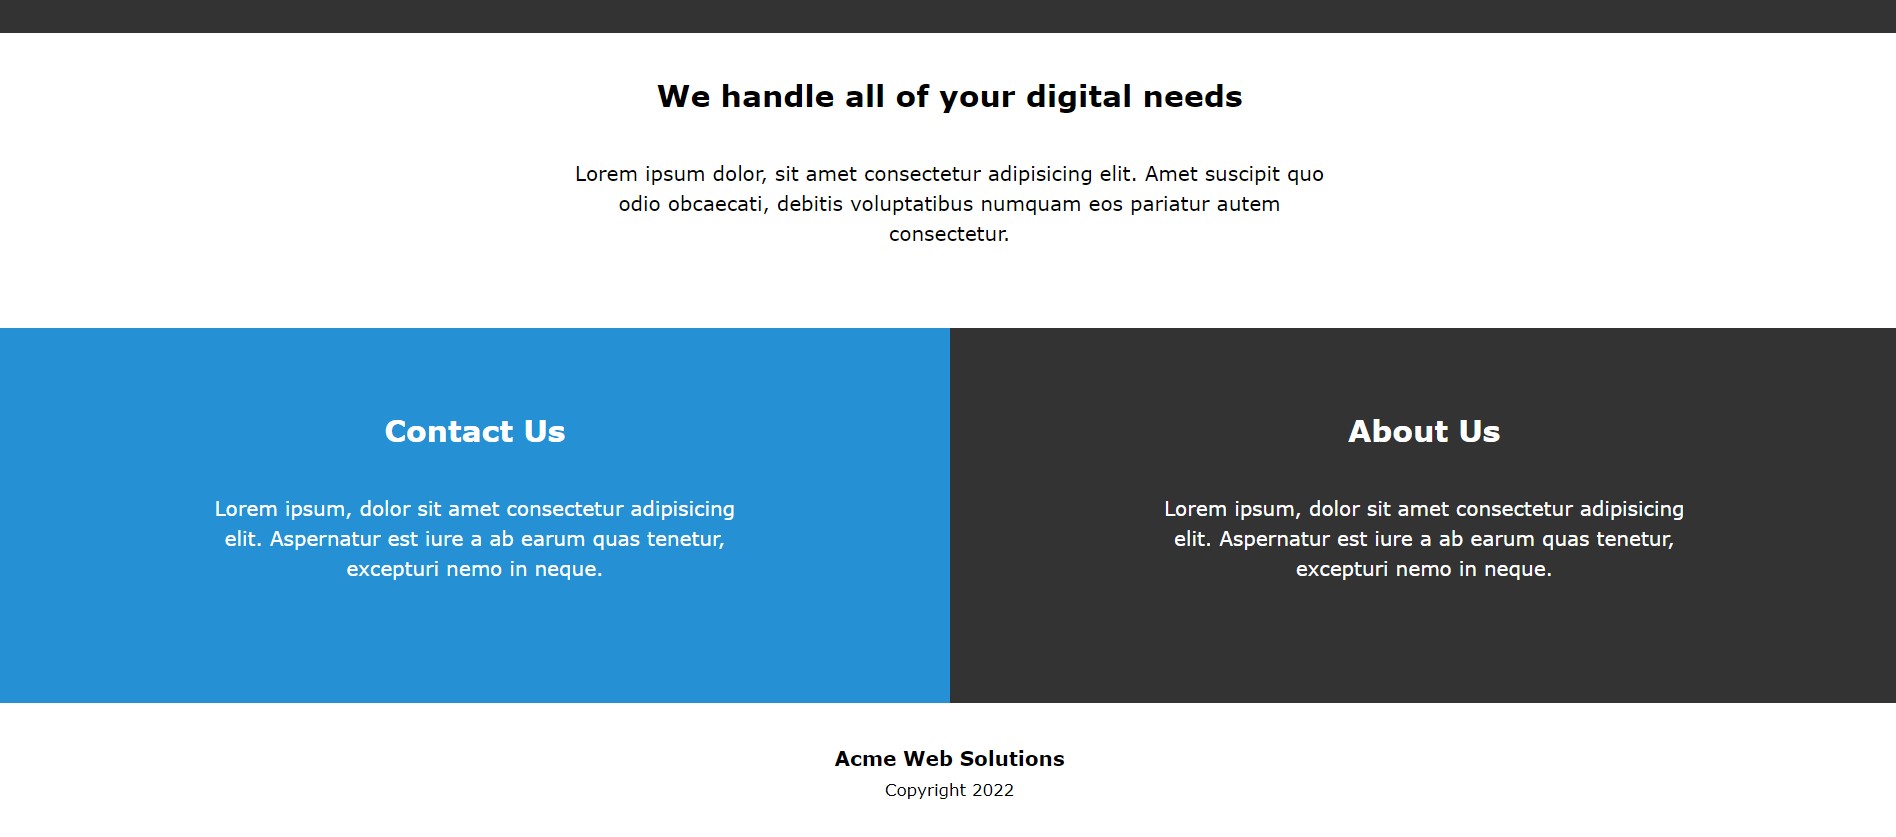 We handle all of your digital needs
Lorem ipsum dolor, sit amet consectetur adipisicing elit. Amet suscipit quo
odio obcaecati, debitis voluptatibus numquam eos pariatur autem
consectetur.
Contact Us
Lorem ipsum, dolor sit amet consectetur adipisicing
elit. Aspernatur est iure a ab earum quas tenetur,
excepturi nemo in neque.
About Us
Lorem ipsum, dolor sit amet consectetur adipisicing
elit. Aspernatur est iure a ab earum quas tenetur,
excepturi nemo in neque.
Acme Web Solutions
Copyright 2022